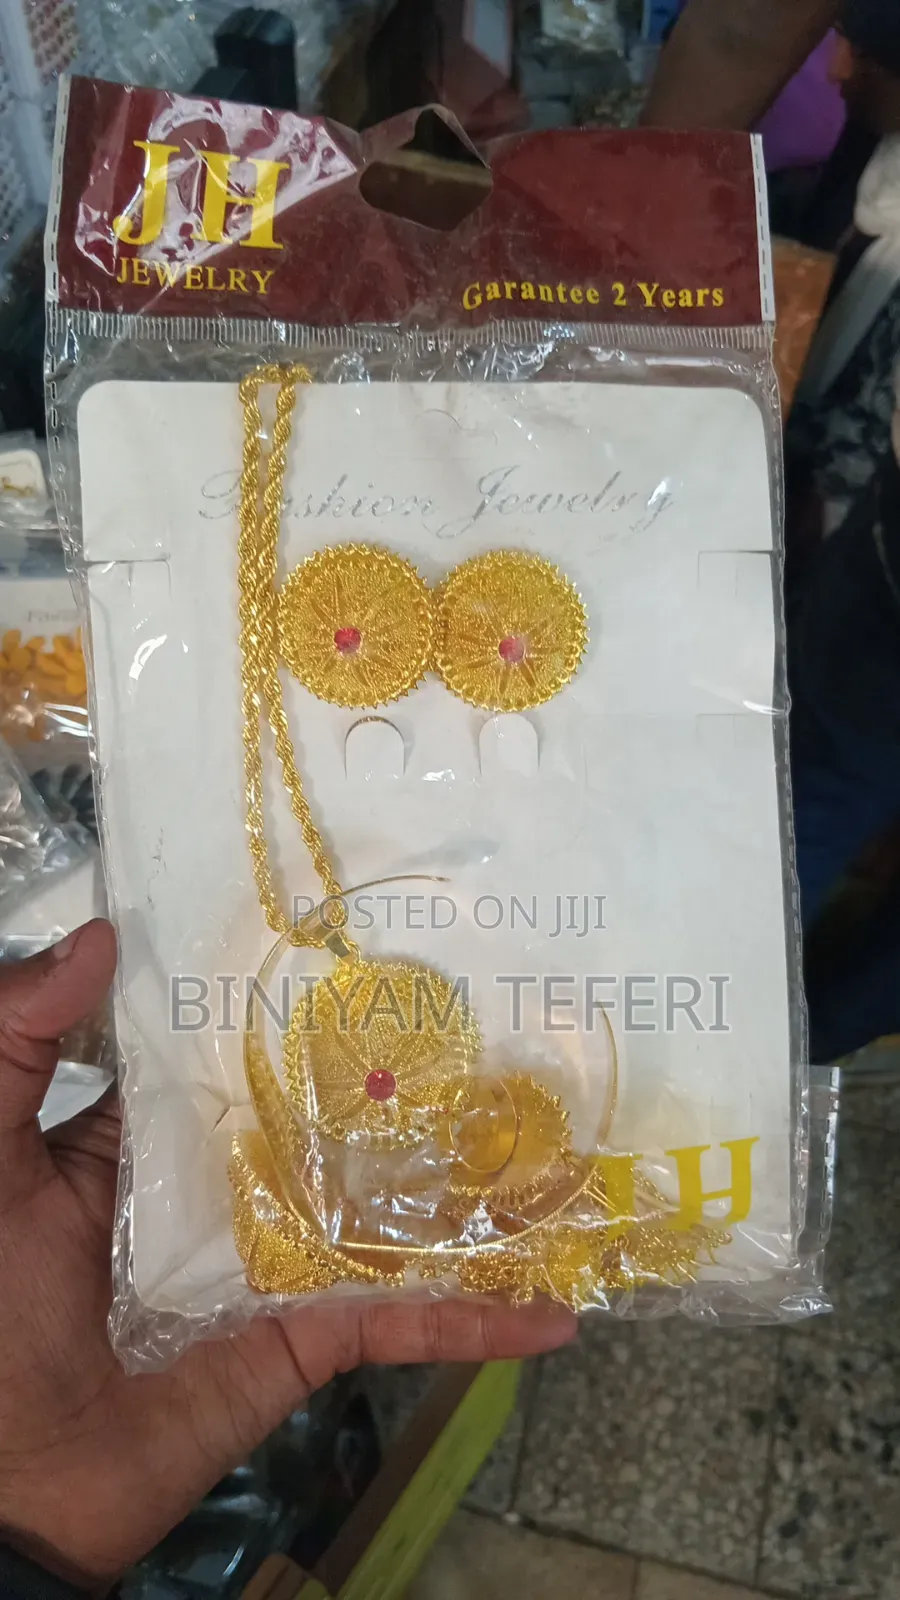 JH
JEWELRY
Garantee 2 Years
Fashion Jewelry
POSTED ON JIJI
BINIYAM TEFERI
JH